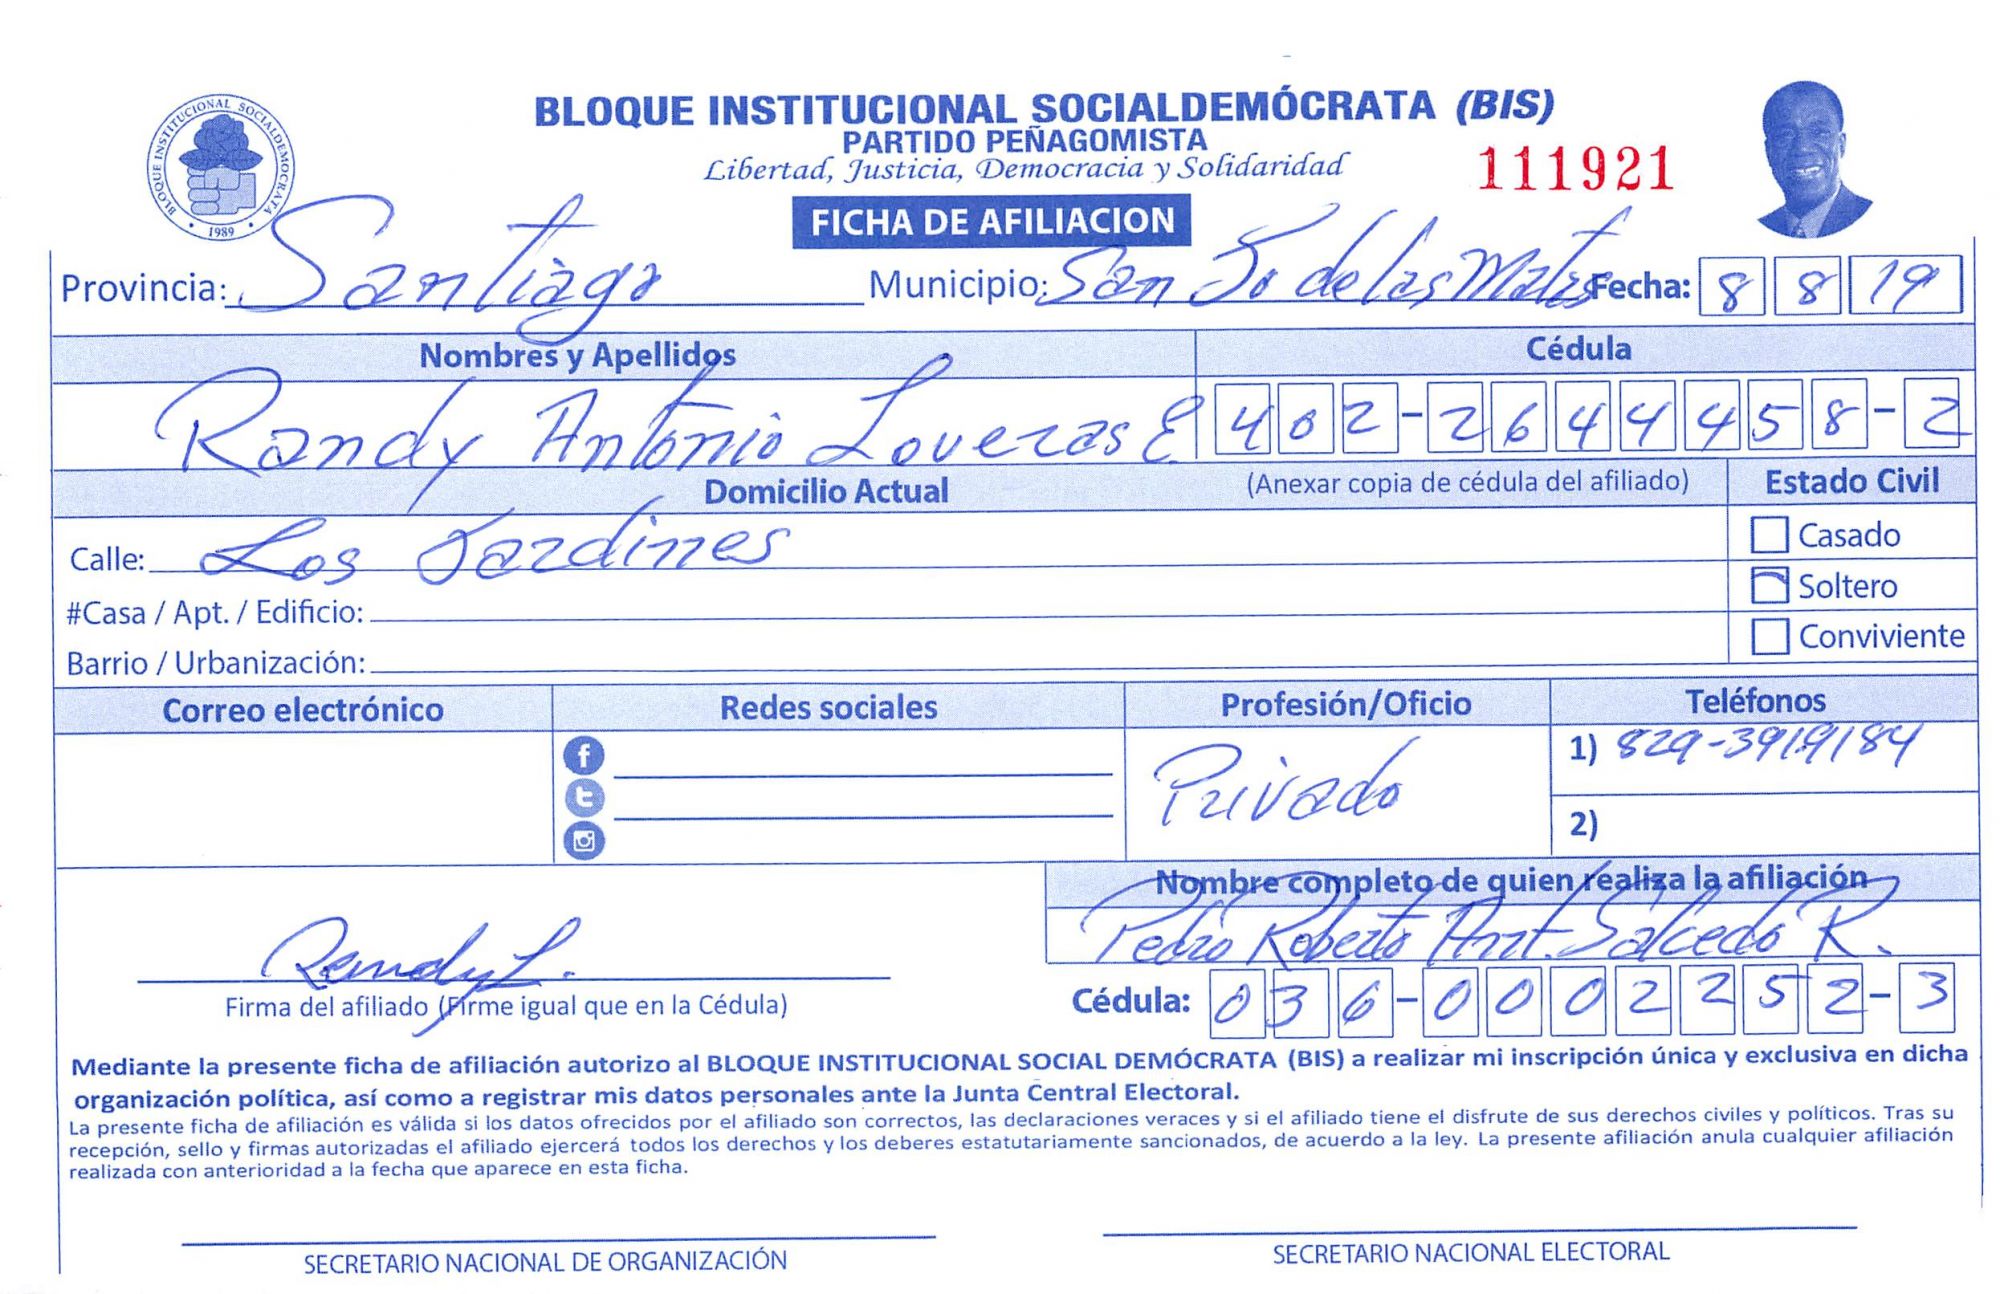 BLOQUE INSTITUCIONAL SOCIALDEMÓCRATA (BIS)
PARTIDO PEÑAGOMISTA
Libertad, Justicia, Democracia y Solidaridad
111921
BLOQUE INSTITUCIONAL SOCIALDEMOCRATA
1989
FICHA DE AFILIACION
Provincia: Santiago Municipio: San Jo de las Matas Fecha: 8 8 19
Nombres y Apellidos Cédula
Randy Antonio Loveras E. 402-2644458-2
Domicilio Actual (Anexar copia de cédula del afiliado) Estado Civil
Calle: Los Jardines
Casado
Soltero
#Casa / Apt. / Edificio:
Conviviente
Barrio / Urbanización:
Correo electrónico Redes sociales Profesión/Oficio Teléfonos
Privado 1) 829-3919184
2)
Nombre completo de quien realiza la afiliación
Pedro Roberto Ant. Salcedo R.
Randy L.
Firma del afiliado (Firme igual que en la Cédula) Cédula: 036-0002252-3
Mediante la presente ficha de afiliación autorizo al BLOQUE INSTITUCIONAL SOCIAL DEMÓCRATA (BIS) a realizar mi inscripción única y exclusiva en dicha
organización política, así como a registrar mis datos personales ante la Junta Central Electoral.
La presente ficha de afiliación es válida si los datos ofrecidos por el afiliado son correctos, las declaraciones veraces y si el afiliado tiene el disfrute de sus derechos civiles y políticos. Tras su
recepción, sello y firmas autorizadas el afiliado ejercerá todos los derechos y los deberes estatutariamente sancionados, de acuerdo a la ley. La presente afiliación anula cualquier afiliación
realizada con anterioridad a la fecha que aparece en esta ficha.
SECRETARIO NACIONAL DE ORGANIZACIÓN SECRETARIO NACIONAL ELECTORAL